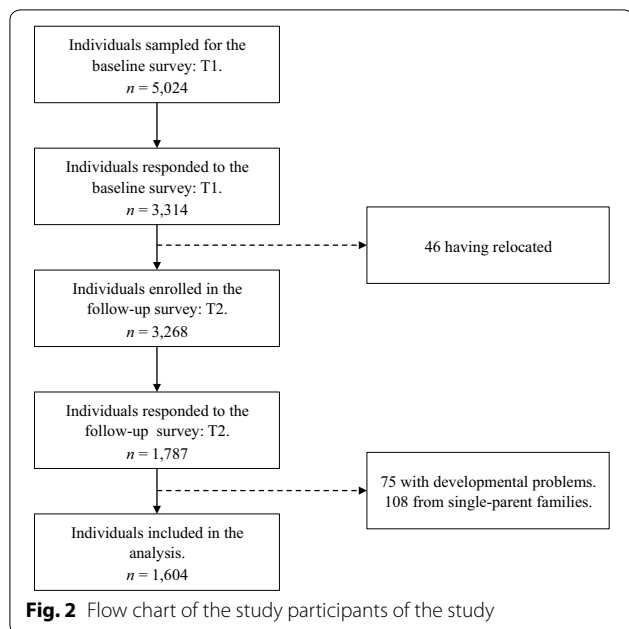 Individuals sampled for the
baseline survey: T1.
n = 5,024
Individuals responded to the
baseline survey: T1.
n = 3,314
46 having relocated
Individuals enrolled in the
follow-up survey: T2.
n = 3,268
Individuals responded to the
follow-up survey: T2.
n = 1,787
75 with developmental problems.
108 from single-parent families.
Individuals included in the
analysis.
n = 1,604
Fig. 2 Flow chart of the study participants of the study